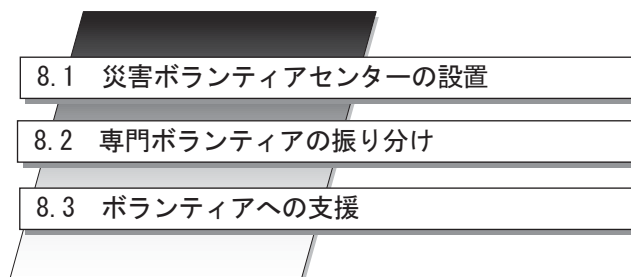 8.1　災害ボランティアセンターの設置
8.2　専門ボランティアの振り分け
8.3　ボランティアへの支援